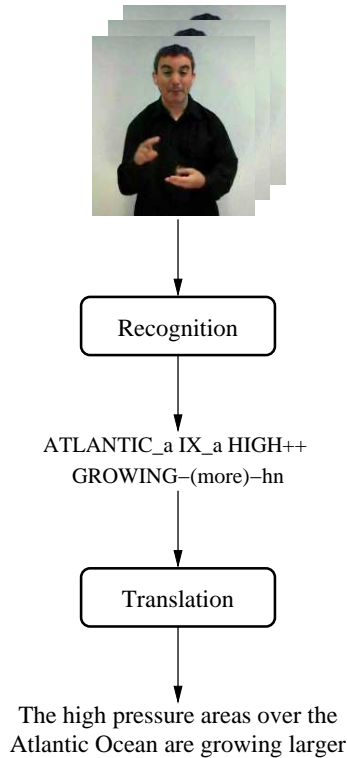 Recognition
ATLANTIC_a IX_a HIGH++
GROWING−(more)−hn
Translation
The high pressure areas over the
Atlantic Ocean are growing larger